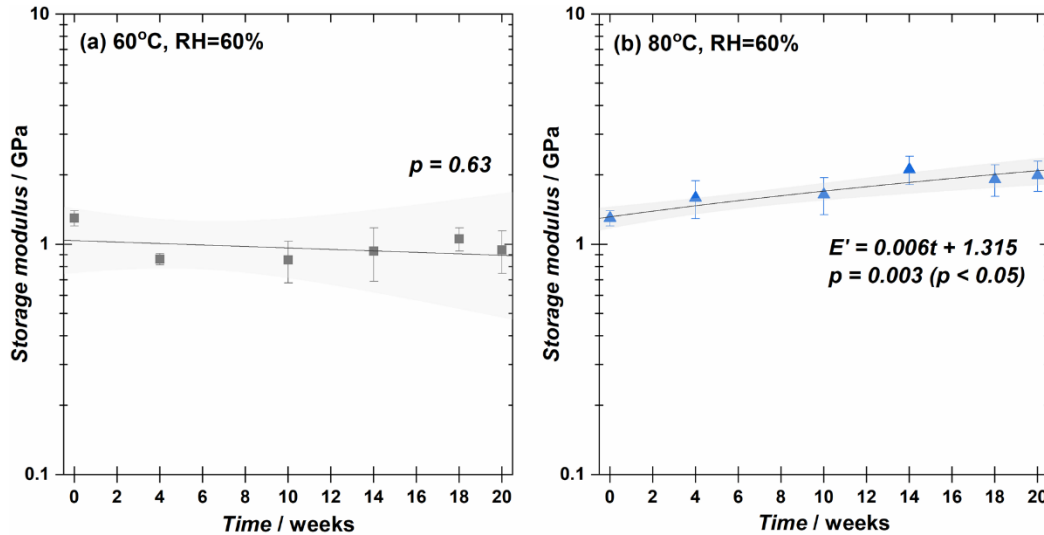 (a) 60°C, RH=60%
p = 0.63
Storage modulus / GPa
10
1
0.1
0 2 4 6 8 10 12 14 16 18 20
Time / weeks
(b) 80°C, RH=60%
E' = 0.006t + 1.315
p = 0.003 (p < 0.05)
Storage modulus / GPa
10
1
0.1
0 2 4 6 8 10 12 14 16 18 20
Time / weeks